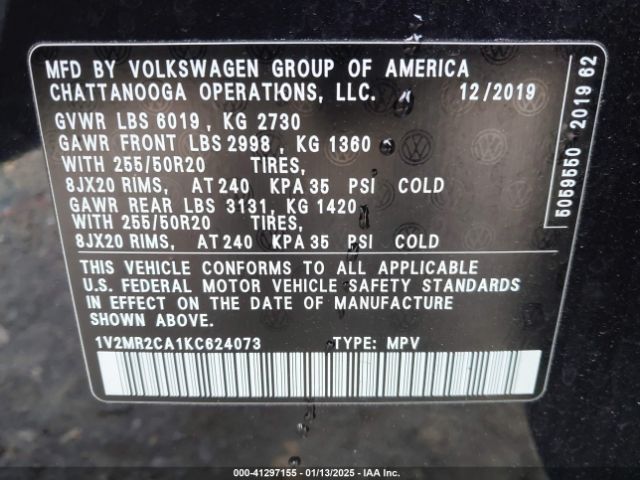 MFD BY VOLKSWAGEN GROUP OF AMERICA
CHATTANOOGA OPERATIONS, LLC. 12/2019
GVWR LBS 6019, KG 2730
GAWR FRONT LBS 2998, KG 1360
WITH 255/50R20 TIRES,
8JX20 RIMS, AT 240 KPA 35 PSI COLD
GAWR REAR LBS 3131, KG 1420
WITH 255/50R20 TIRES,
8JX20 RIMS, AT 240 KPA 35 PSI COLD
THIS VEHICLE CONFORMS TO ALL APPLICABLE
U.S. FEDERAL MOTOR VEHICLE SAFETY STANDARDS
IN EFFECT ON THE DATE OF MANUFACTURE
SHOWN ABOVE.
1V2MR2CA1KC624073 TYPE: MPV
5059550 2019 62
000-41297155 — 01/13/2025 — IAAI.COM